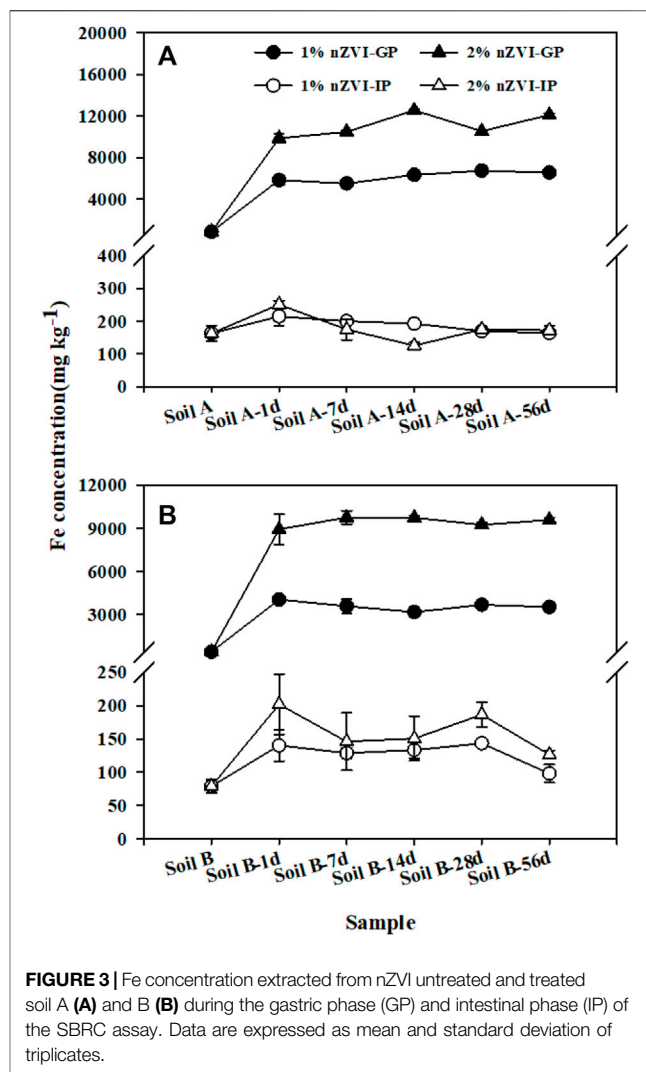 A
1% nZVI-GP
2% nZVI-GP
1% nZVI-IP
2% nZVI-IP
20000
16000
12000
8000
4000
400
300
200
100
0
Soil A
Soil A-1d
Soil A-7d
Soil A-14d
Soil A-28d
Soil A-56d
Fe concentration(mg kg⁻¹)
B
12000
9000
6000
3000
250
200
150
100
50
0
Soil B
Soil B-1d
Soil B-7d
Soil B-14d
Soil B-28d
Soil B-56d
Sample
FIGURE 3 | Fe concentration extracted from nZVI untreated and treated
soil A (A) and B (B) during the gastric phase (GP) and intestinal phase (IP) of
the SBRC assay. Data are expressed as mean and standard deviation of
triplicates.